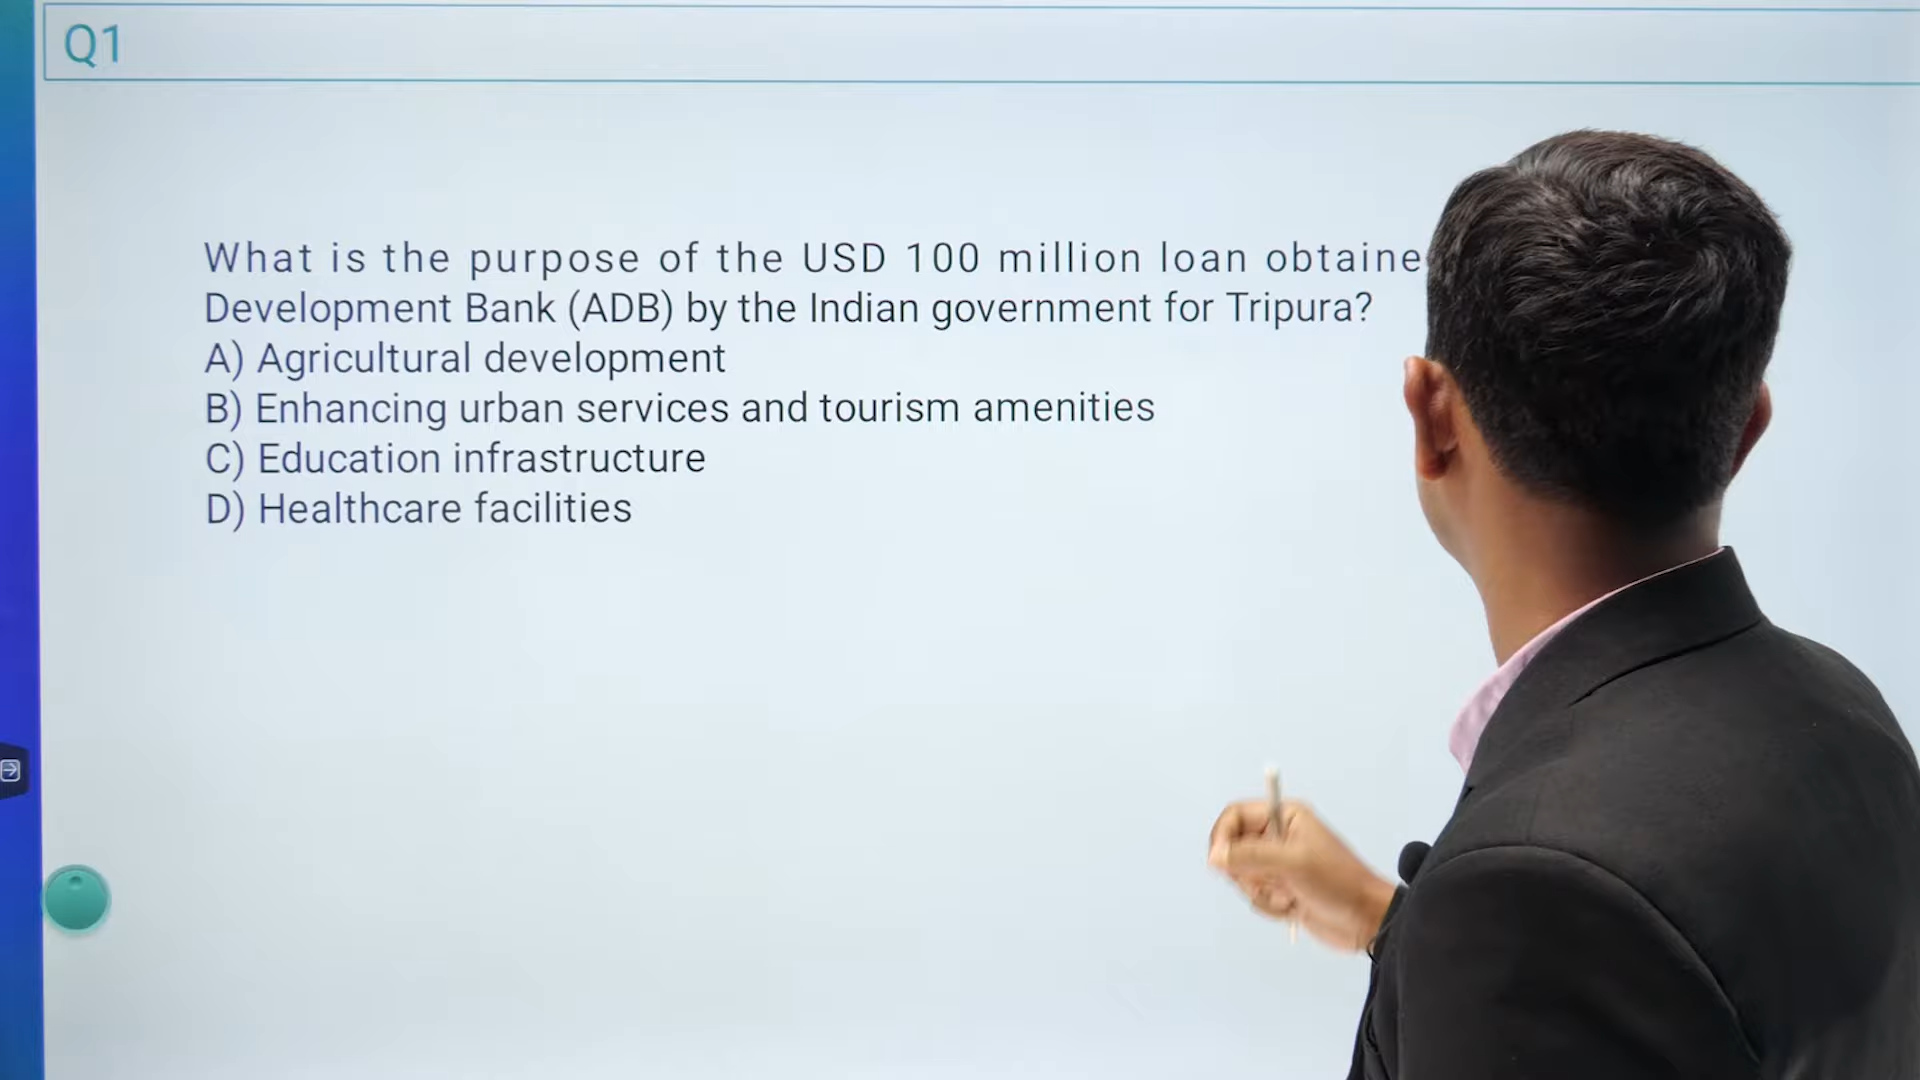 Q1
What is the purpose of the USD 100 million loan
Development Bank (ADB) by the Indian government for Tripura?
A) Agricultural development
B) Enhancing urban services and tourism amenities
C) Education infrastructure
D) Healthcare facilities